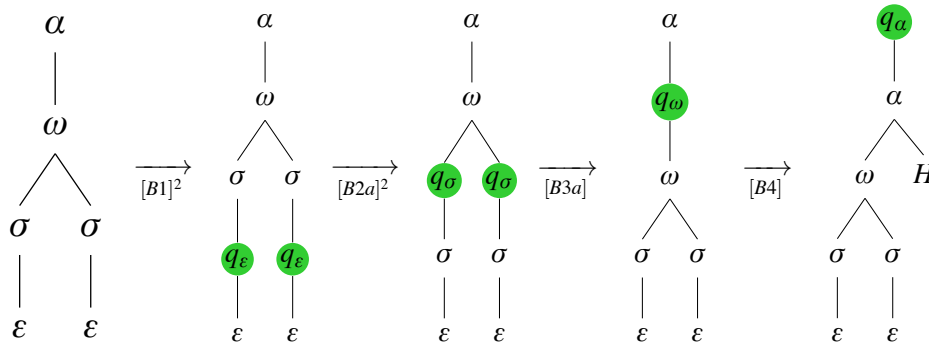 α
ω
σ σ
ε ε
[B1]²
α
ω
σ σ
q_ε q_ε
ε ε
[B2a]²
α
ω
q_σ q_σ
σ σ
ε ε
[B3a]
α
q_ω
ω
σ σ
ε ε
[B4]
q_α
α
ω H
σ σ
ε ε